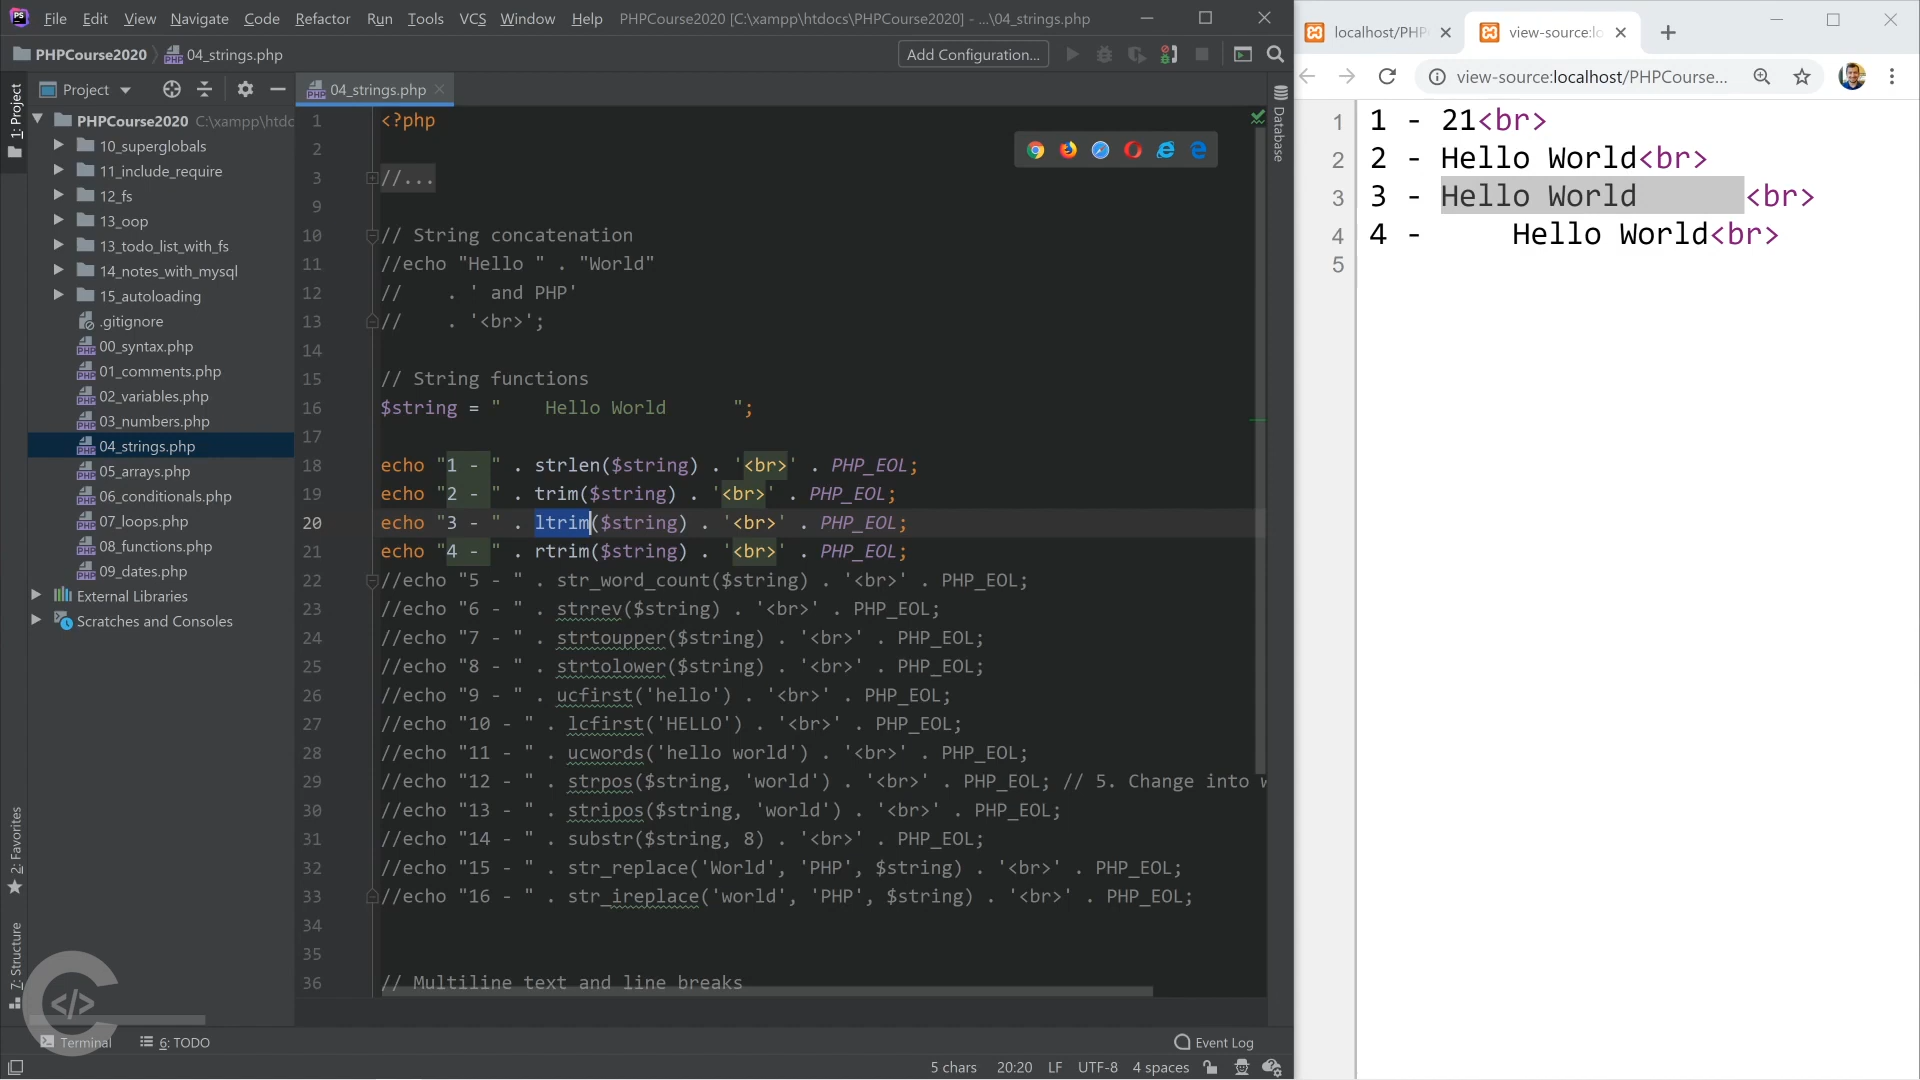 File Edit View Navigate Code Refactor Run Tools VCS Window Help PHPCourse2020 [C:\xampp\htdocs\PHPCourse2020] - ...\04_strings.php
PHPCourse2020 04_strings.php Add Configuration...
1: Project
Project
PHPCourse2020 C:\xampp\htdc
10_superglobals
11_include_require
12_fs
13_oop
13_todo_list_with_fs
14_notes_with_mysql
15_autoloading
.gitignore
00_syntax.php
01_comments.php
02_variables.php
03_numbers.php
04_strings.php
05_arrays.php
06_conditionals.php
07_loops.php
08_functions.php
09_dates.php
External Libraries
Scratches and Consoles
2: Favorites
7: Structure
04_strings.php
1 <?php
2
3 //...
9
10 // String concatenation
11 //echo "Hello " . "World"
12 //    . ' and PHP'
13 //    . '<br>';
14
15 // String functions
16 $string = "    Hello World      ";
17
18 echo "1 - " . strlen($string) . '<br>' . PHP_EOL;
19 echo "2 - " . trim($string) . '<br>' . PHP_EOL;
20 echo "3 - " . ltrim($string) . '<br>' . PHP_EOL;
21 echo "4 - " . rtrim($string) . '<br>' . PHP_EOL;
22 //echo "5 - " . str_word_count($string) . '<br>' . PHP_EOL;
23 //echo "6 - " . strrev($string) . '<br>' . PHP_EOL;
24 //echo "7 - " . strtoupper($string) . '<br>' . PHP_EOL;
25 //echo "8 - " . strtolower($string) . '<br>' . PHP_EOL;
26 //echo "9 - " . ucfirst('hello') . '<br>' . PHP_EOL;
27 //echo "10 - " . lcfirst('HELLO') . '<br>' . PHP_EOL;
28 //echo "11 - " . ucwords('hello world') . '<br>' . PHP_EOL;
29 //echo "12 - " . strpos($string, 'world') . '<br>' . PHP_EOL; // 5. Change into w
30 //echo "13 - " . stripos($string, 'world') . '<br>' . PHP_EOL;
31 //echo "14 - " . substr($string, 8) . '<br>' . PHP_EOL;
32 //echo "15 - " . str_replace('World', 'PHP', $string) . '<br>' . PHP_EOL;
33 //echo "16 - " . str_ireplace('world', 'PHP', $string) . '<br>' . PHP_EOL;
34
35
36 // Multiline text and line breaks
Database
Terminal 6: TODO Event Log
5 chars 20:20 LF UTF-8 4 spaces
localhost/PHP view-source:lo
view-source:localhost/PHPCourse...
1 1 - 21<br>
2 2 - Hello World<br>
3 3 - Hello World      <br>
4 4 -     Hello World<br>
5